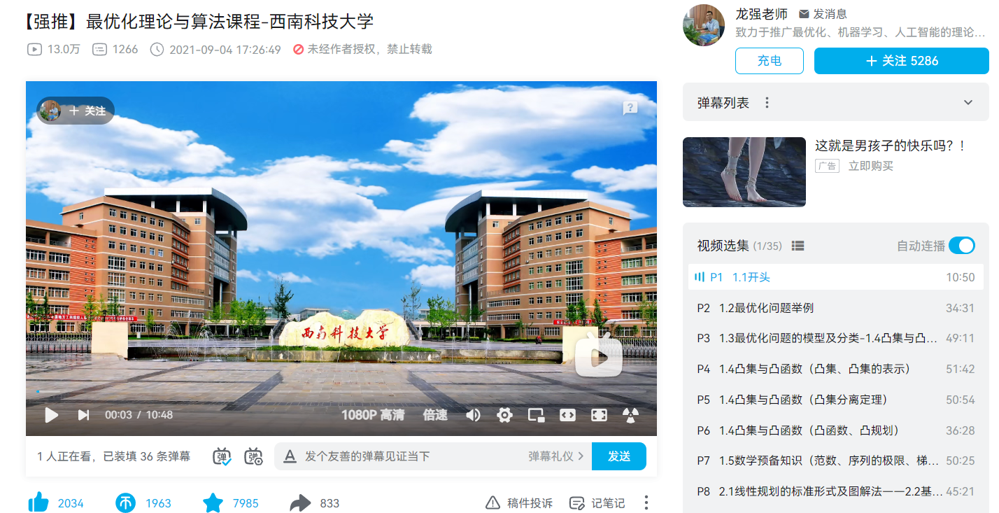 【强推】最优化理论与算法课程-西南科技大学
13.0万 1266 2021-09-04 17:26:49 未经作者授权，禁止转载
+ 关注
?
西南科技大学
00:03 / 10:48 1080P 高清 倍速
1 人正在看，已装填 36 条弹幕 弹 弹 A 发个友善的弹幕见证当下 弹幕礼仪 > 发送
2034 1963 7985 833 稿件投诉 记笔记
龙强老师 发消息
致力于推广最优化、机器学习、人工智能的理论...
充电 + 关注 5286
弹幕列表
这就是男孩子的快乐吗？！
广告 立即购买
视频选集 (1/35) 自动连播
P1 1.1开头 10:50
P2 1.2最优化问题举例 34:31
P3 1.3最优化问题的模型及分类-1.4凸集与凸... 49:11
P4 1.4凸集与凸函数（凸集、凸集的表示） 51:42
P5 1.4凸集与凸函数（凸集分离定理） 50:54
P6 1.4凸集与凸函数（凸函数、凸规划） 36:28
P7 1.5数学预备知识（范数、序列的极限、梯... 50:25
P8 2.1线性规划的标准形式及图解法——2.2基... 45:21